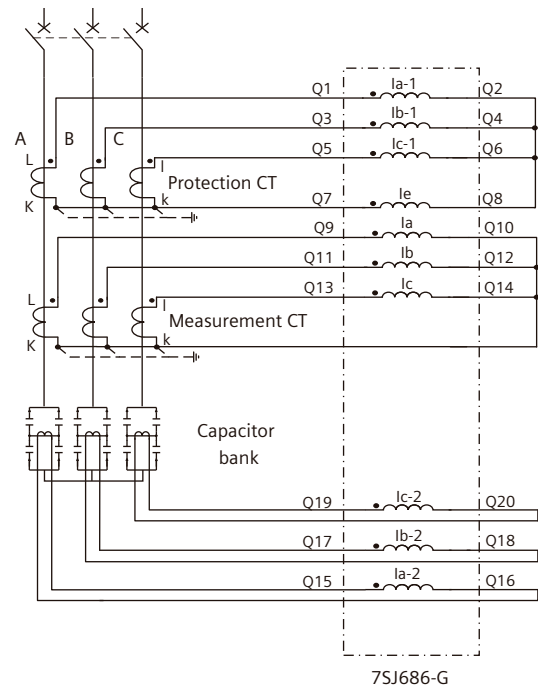 Q1 Ia-1 Q2
Q3 Ib-1 Q4
A B C
Q5 Ic-1 Q6
L l
Protection CT
K k
Q7 Ie Q8
Q9 Ia Q10
Q11 Ib Q12
Q13 Ic Q14
L l
Measurement CT
K k
Capacitor
bank
Q19 Ic-2 Q20
Q17 Ib-2 Q18
Q15 Ia-2 Q16
7SJ686-G